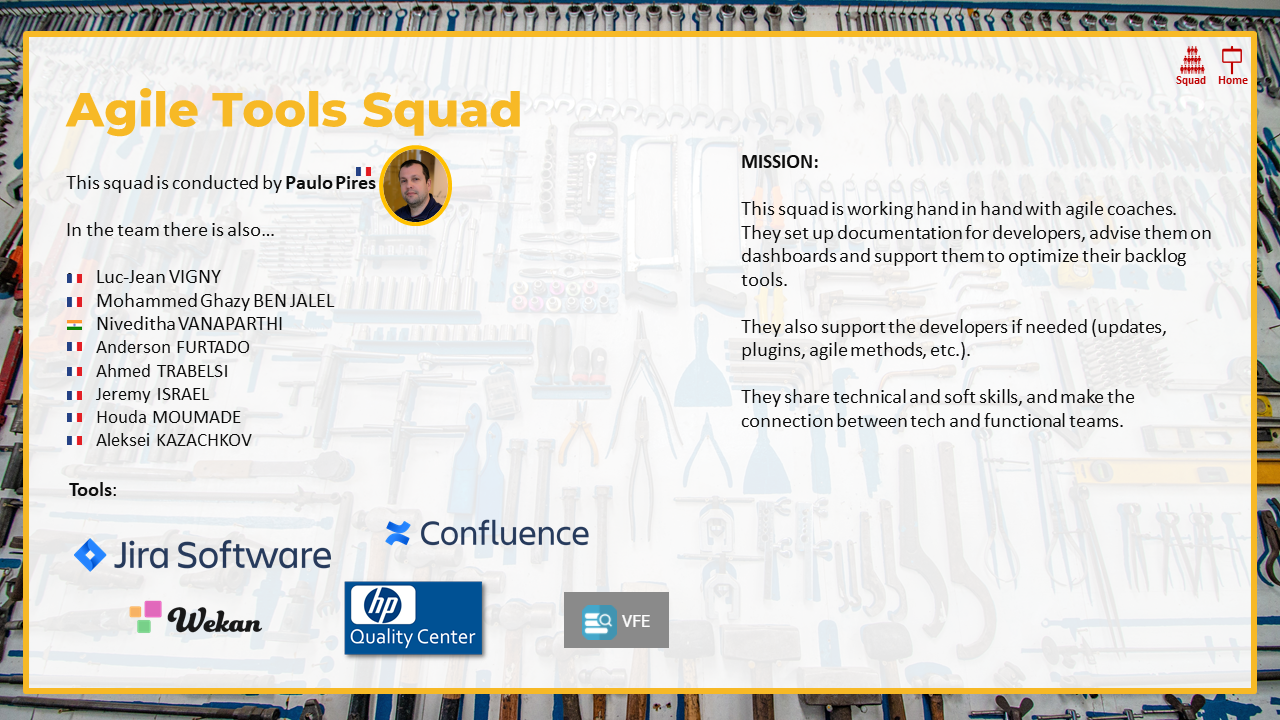 Squad
Home
Agile Tools Squad
This squad is conducted by Paulo Pires
In the team there is also…
Luc-Jean VIGNY
Mohammed Ghazy BEN JALEL
Niveditha VANAPARTHI
Anderson FURTADO
Ahmed TRABELSI
Jeremy ISRAEL
Houda MOUMADE
Aleksei KAZACHKOV
Tools:
Jira Software
Confluence
Wekan
hp
Quality Center
VFE
MISSION:
This squad is working hand in hand with agile coaches.
They set up documentation for developers, advise them on
dashboards and support them to optimize their backlog
tools.
They also support the developers if needed (updates,
plugins, agile methods, etc.).
They share technical and soft skills, and make the
connection between tech and functional teams.